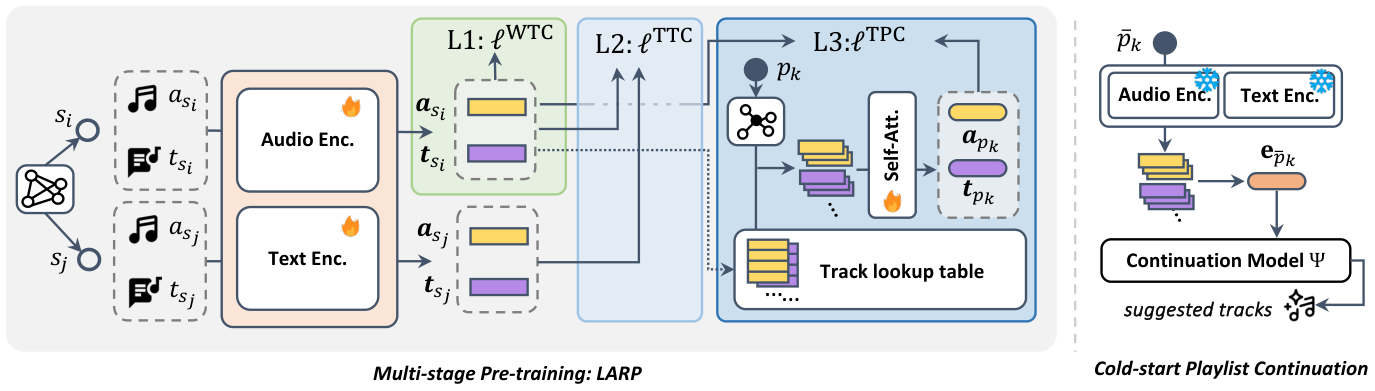 s_i
s_j
a_{s_i}
t_{s_i}
a_{s_j}
t_{s_j}
Audio Enc.
Text Enc.
L1: ℓ^{WTC}
a_{s_i}
t_{s_i}
a_{s_j}
t_{s_j}
L2: ℓ^{TTC}
L3:ℓ^{TPC}
p_k
Self-Att.
a_{p_k}
t_{p_k}
Track lookup table
Multi-stage Pre-training: LARP
p̄_k
Audio Enc.
Text Enc.
e_{p̄_k}
Continuation Model Ψ
suggested tracks
Cold-start Playlist Continuation